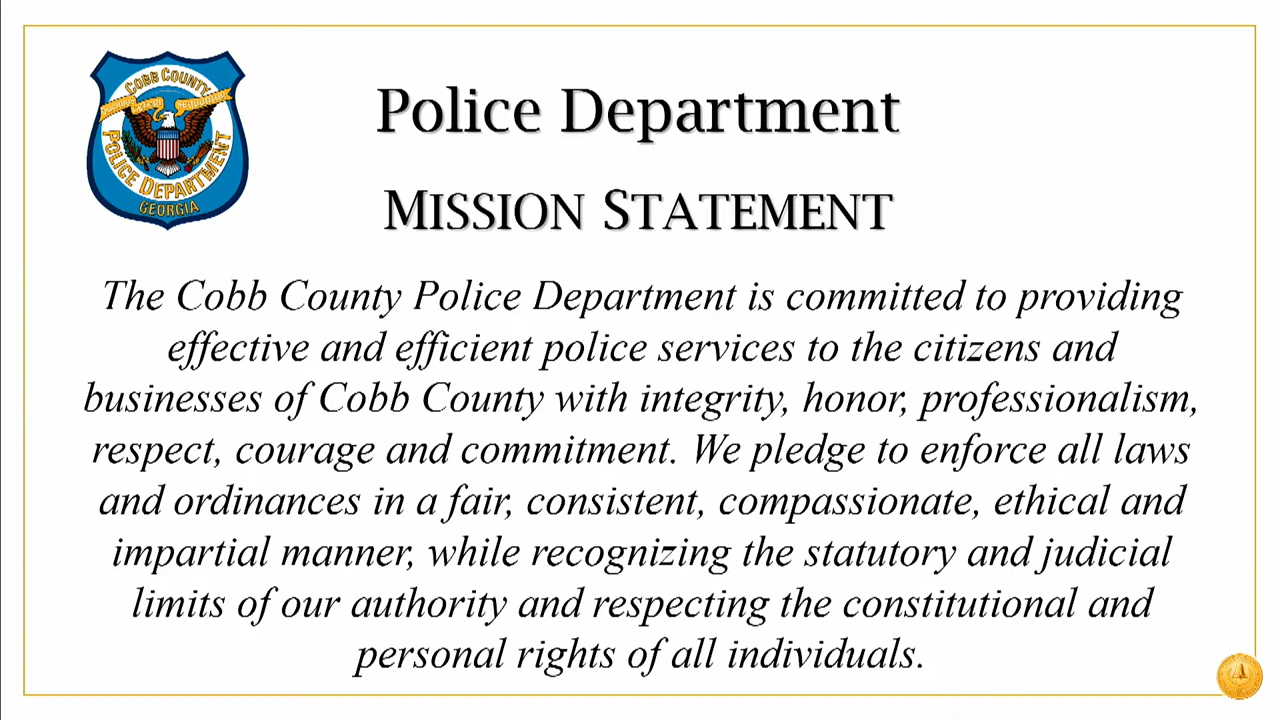 COBB COUNTY
POLICE DEPARTMENT
GEORGIA
Police Department
MISSION STATEMENT
The Cobb County Police Department is committed to providing
effective and efficient police services to the citizens and
businesses of Cobb County with integrity, honor, professionalism,
respect, courage and commitment. We pledge to enforce all laws
and ordinances in a fair, consistent, compassionate, ethical and
impartial manner, while recognizing the statutory and judicial
limits of our authority and respecting the constitutional and
personal rights of all individuals.